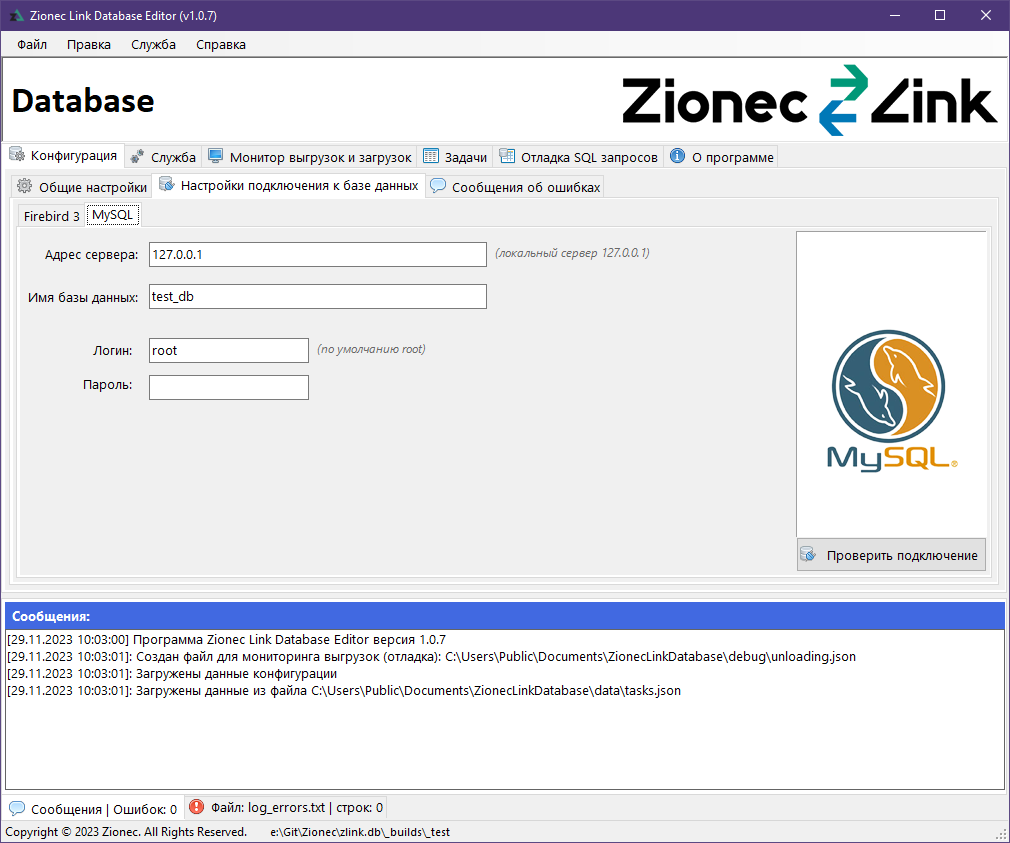 Zionec Link Database Editor (v1.0.7)
Файл Правка Служба Справка
Database Zionec Link
Конфигурация Служба Монитор выгрузок и загрузок Задачи Отладка SQL запросов О программе
Общие настройки Настройки подключения к базе данных Сообщения об ошибках
Firebird 3 MySQL
Адрес сервера: 127.0.0.1 (локальный сервер 127.0.0.1)
Имя базы данных: test_db
Логин: root (по умолчанию root)
Пароль:
MySQL®
Проверить подключение
Сообщения:
[29.11.2023 10:03:00] Программа Zionec Link Database Editor версия 1.0.7
[29.11.2023 10:03:01]: Создан файл для мониторинга выгрузок (отладка): C:\Users\Public\Documents\ZionecLinkDatabase\debug\unloading.json
[29.11.2023 10:03:01]: Загружены данные конфигурации
[29.11.2023 10:03:01]: Загружены данные из файла C:\Users\Public\Documents\ZionecLinkDatabase\data\tasks.json
Сообщения | Ошибок: 0 Файл: log_errors.txt | строк: 0
Copyright © 2023 Zionec. All Rights Reserved. e:\Git\Zionec\zlink.db\_builds\_test